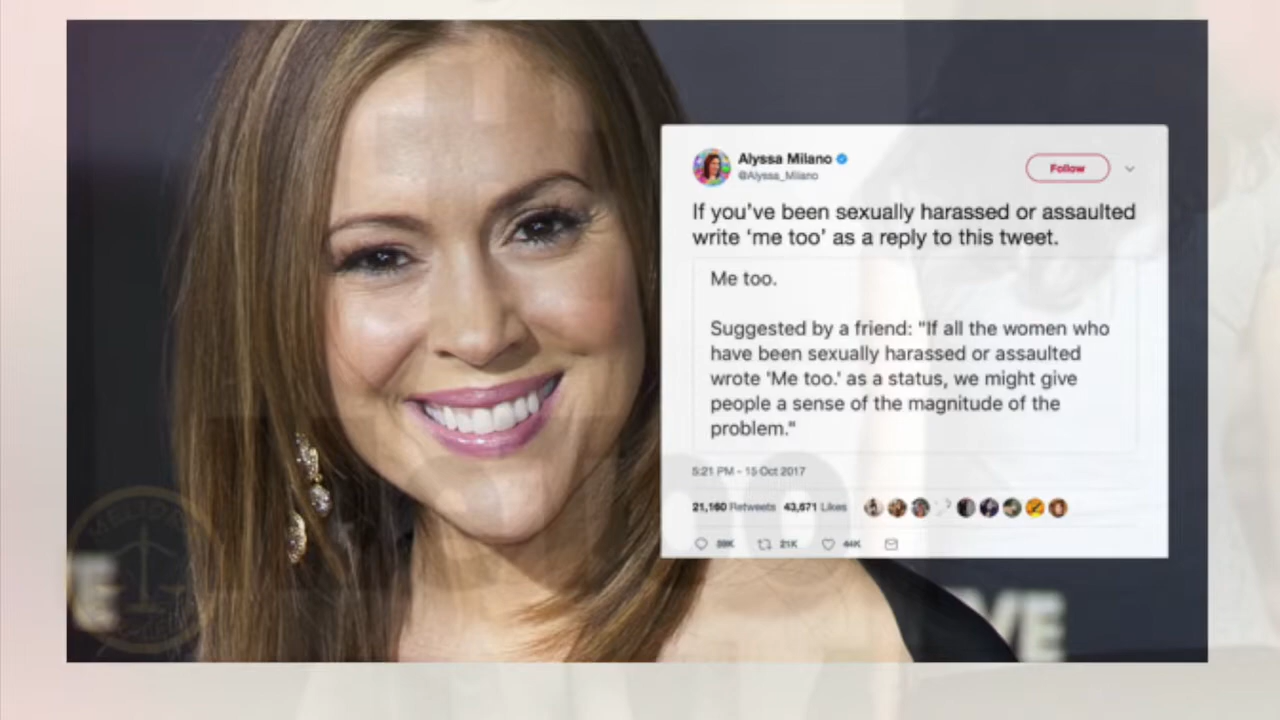 Alyssa Milano
@Alyssa_Milano
Follow
If you've been sexually harassed or assaulted
write 'me too' as a reply to this tweet.
Me too.
Suggested by a friend: "If all the women who
have been sexually harassed or assaulted
wrote 'Me too.' as a status, we might give
people a sense of the magnitude of the
problem."
5:21 PM - 15 Oct 2017
21,160 Retweets 43,671 Likes
21K 44K